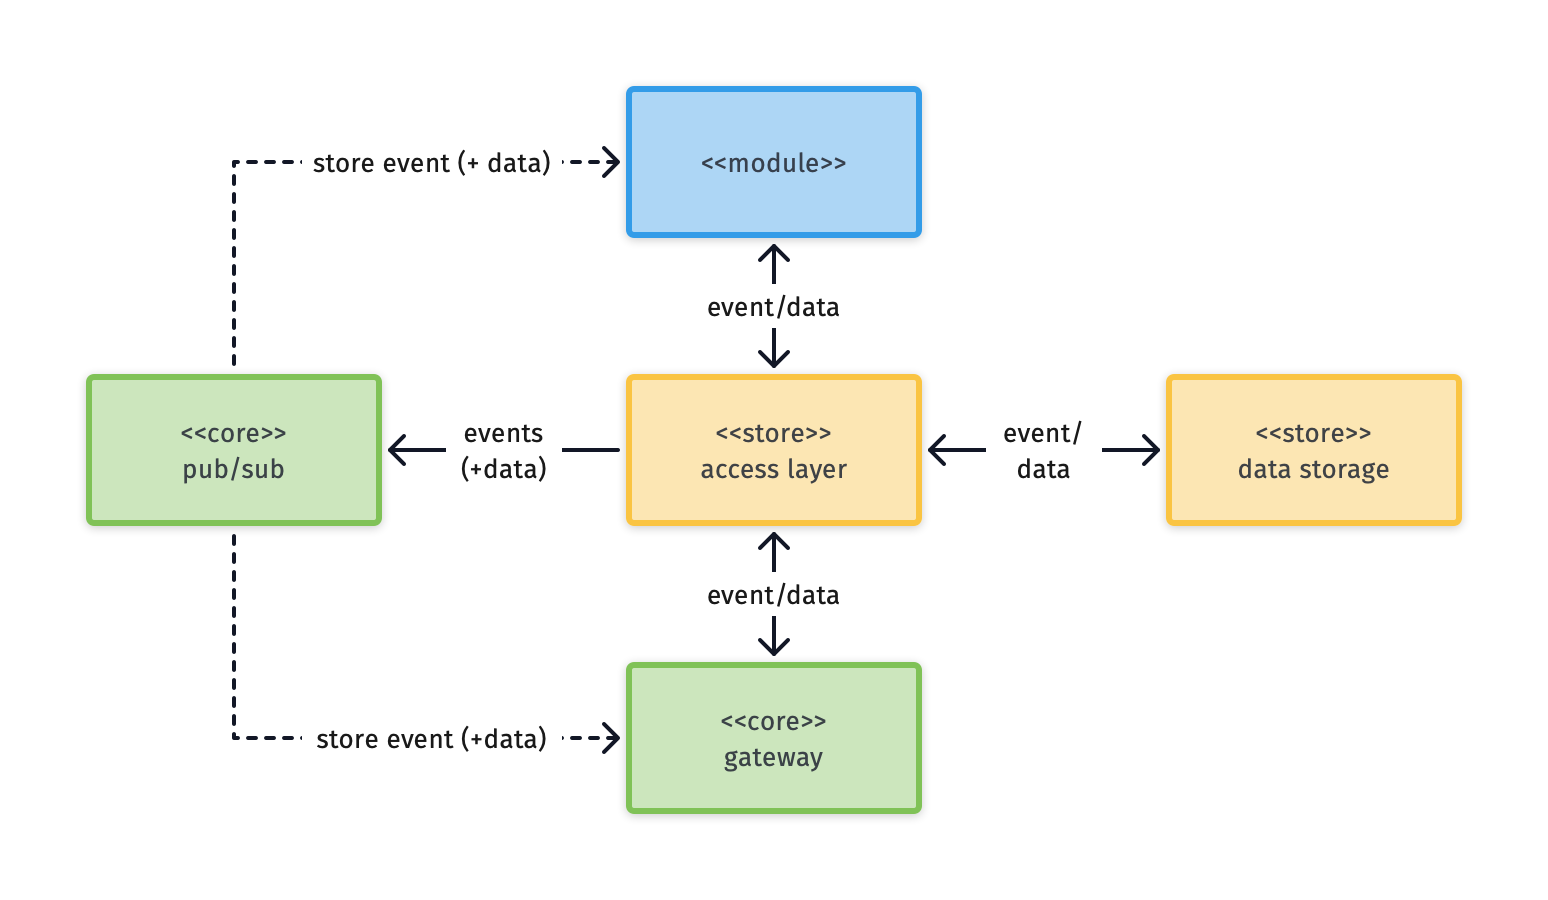 store event (+ data)
<<module>>
event/data
<<core>>
pub/sub
events
(+data)
<<store>>
access layer
event/
data
<<store>>
data storage
event/data
store event (+data)
<<core>>
gateway